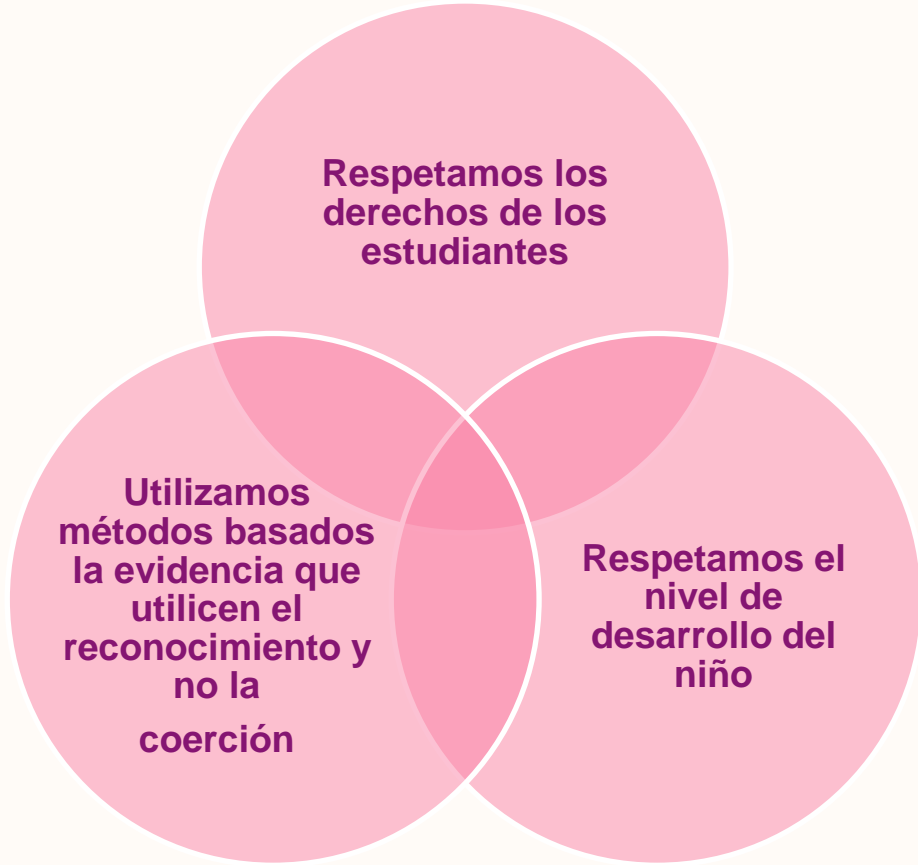 Respetamos los
derechos de los
estudiantes
Utilizamos
métodos basados
la evidencia que
utilicen el
reconocimiento y
no la
coerción
Respetamos el
nivel de
desarrollo del
niño